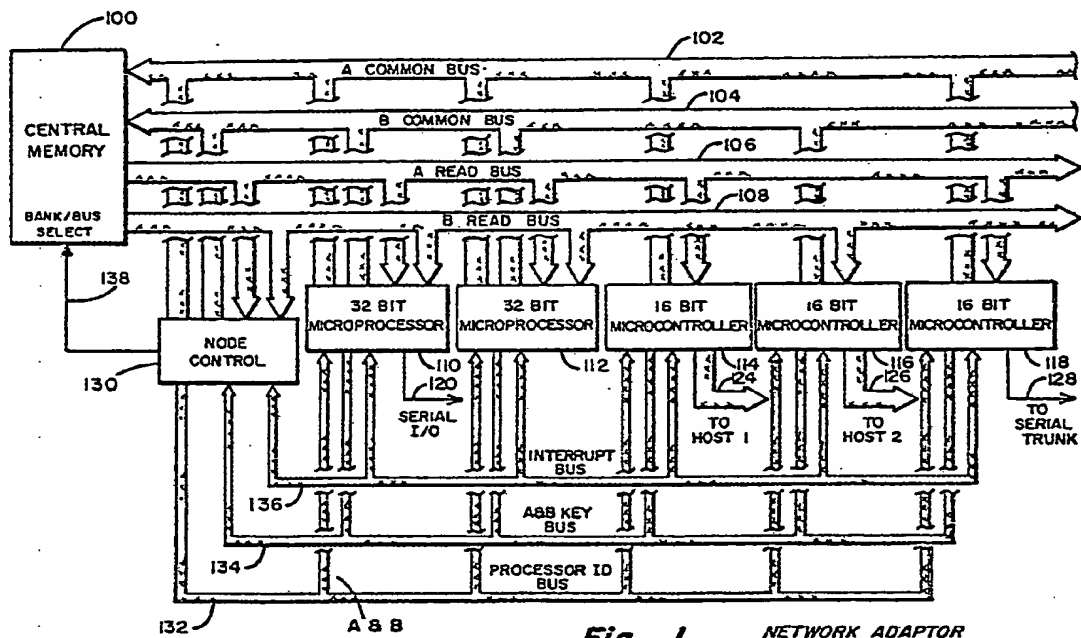 100
102
A COMMON BUS
104
CENTRAL
MEMORY
B COMMON BUS
106
A READ BUS
108
BANK/BUS
SELECT
B READ BUS
138
NODE
CONTROL
130
32 BIT
MICROPROCESSOR
110
120
SERIAL
I/O
32 BIT
MICROPROCESSOR
112
16 BIT
MICROCONTROLLER
114
124
TO
HOST 1
16 BIT
MICROCONTROLLER
116
126
TO
HOST 2
16 BIT
MICROCONTROLLER
118
128
TO
SERIAL
TRUNK
INTERRUPT
BUS
136
A&B KEY
BUS
134
PROCESSOR ID
BUS
132
A & B
Fig. 1
NETWORK ADAPTOR